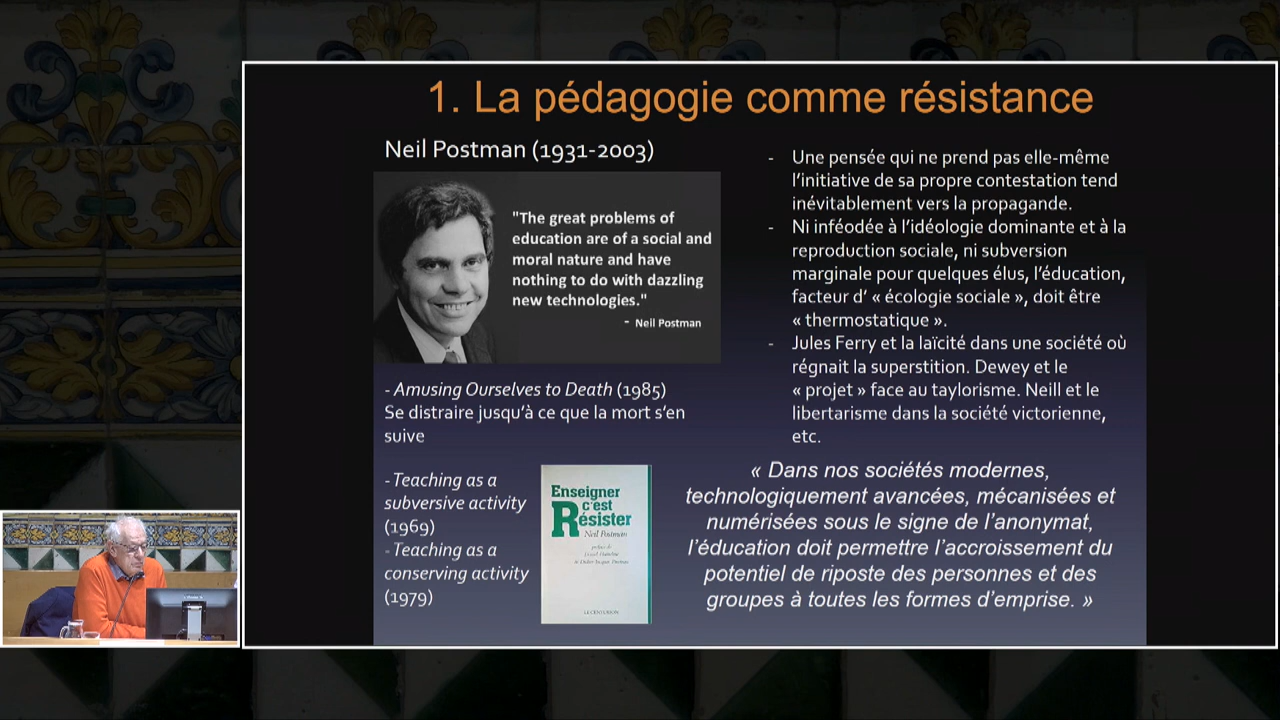 1. La pédagogie comme résistance
Neil Postman (1931-2003)
"The great problems of
education are of a social and
moral nature and have
nothing to do with dazzling
new technologies."
- Neil Postman
- Amusing Ourselves to Death (1985)
Se distraire jusqu'à ce que la mort s'en
suive
- Teaching as a
subversive activity
(1969)
- Teaching as a
conserving activity
(1979)
Enseigner
c'est
Résister
Neil Postman
- Une pensée qui ne prend pas elle-même
l'initiative de sa propre contestation tend
inévitablement vers la propagande.
- Ni inféodée à l'idéologie dominante et à la
reproduction sociale, ni subversion
marginale pour quelques élus, l'éducation,
facteur d' « écologie sociale », doit être
« thermostatique ».
- Jules Ferry et la laïcité dans une société où
régnait la superstition. Dewey et le
« projet » face au taylorisme. Neill et le
libertarisme dans la société victorienne,
etc.
« Dans nos sociétés modernes,
technologiquement avancées, mécanisées et
numérisées sous le signe de l'anonymat,
l'éducation doit permettre l'accroissement du
potentiel de riposte des personnes et des
groupes à toutes les formes d'emprise. »